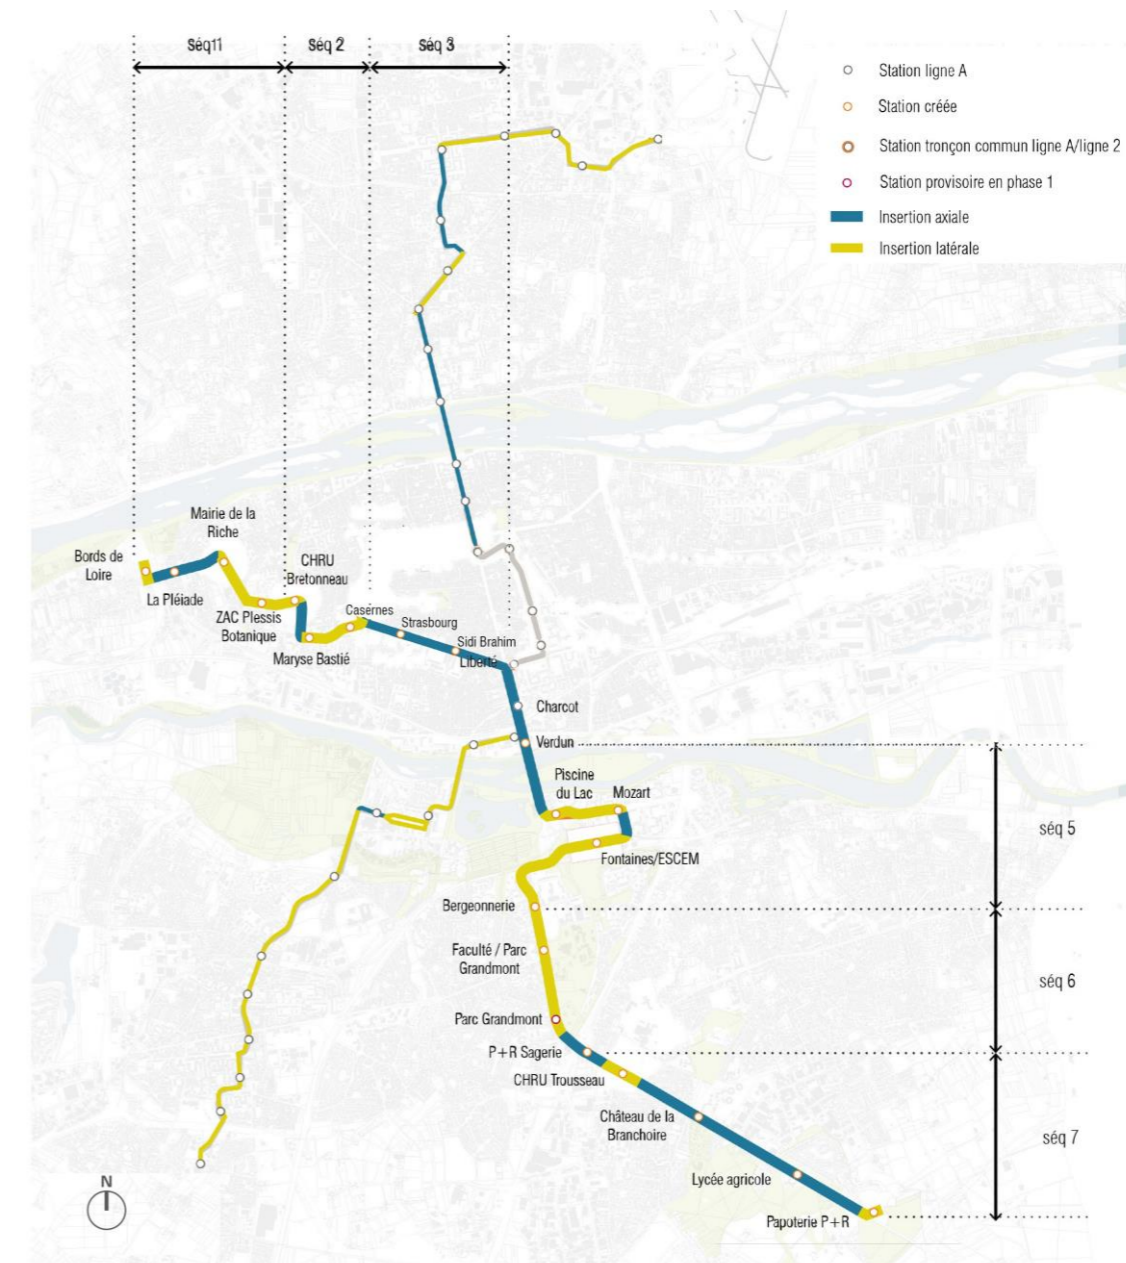 Séq11
Séq 2
Séq 3
Station ligne A
Station créée
Station tronçon commun ligne A/ligne 2
Station provisoire en phase 1
Insertion axiale
Insertion latérale
Mairie de la
Riche
Bords de
Loire
La Pléiade
CHRU
Bretonneau
ZAC Plessis
Botanique
Maryse Bastié
Casernes
Strasbourg
Sidi Brahim
Liberté
Charcot
Verdun
Piscine
du Lac
Mozart
séq 5
Fontaines/ESCEM
Bergeonnerie
Faculté / Parc
Grandmont
séq 6
Parc Grandmont
P+R Sagerie
CHRU Trousseau
Château de la
Branchoire
séq 7
Lycée agricole
Papoterie P+R
N